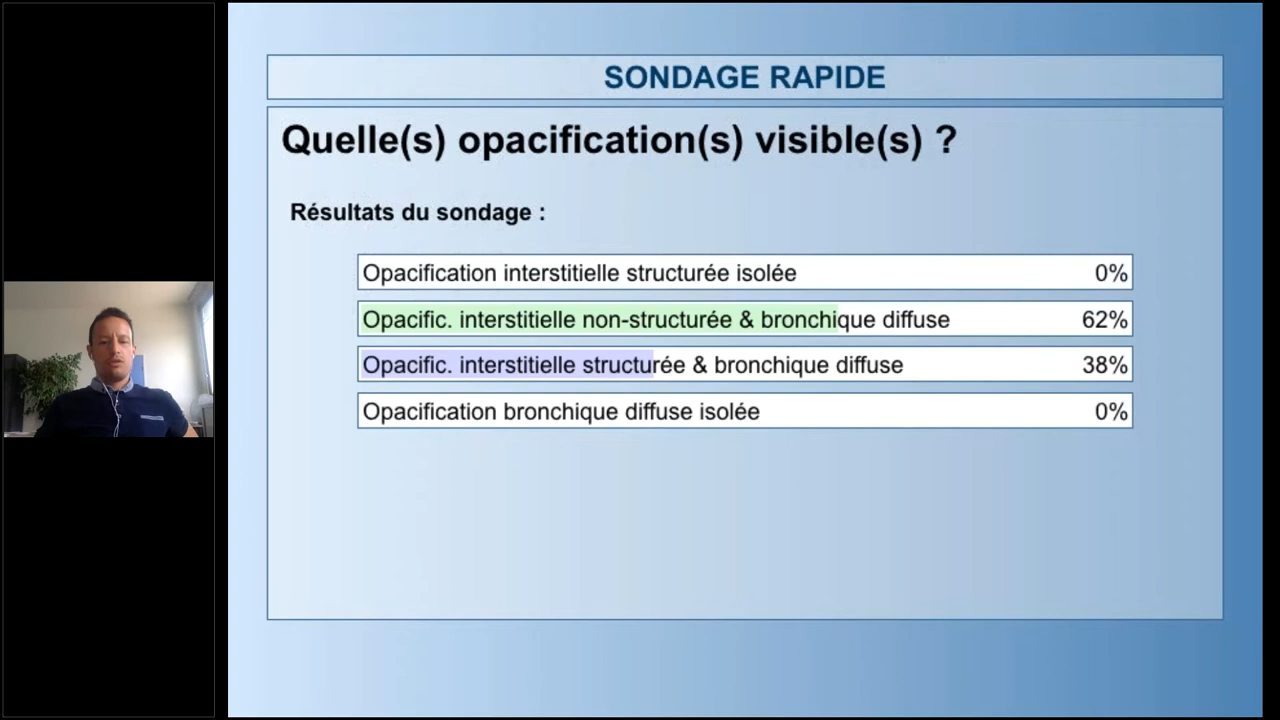 SONDAGE RAPIDE
Quelle(s) opacification(s) visible(s) ?
Résultats du sondage :
Opacification interstitielle structurée isolée 0%
Opacific. interstitielle non-structurée & bronchique diffuse 62%
Opacific. interstitielle structurée & bronchique diffuse 38%
Opacification bronchique diffuse isolée 0%